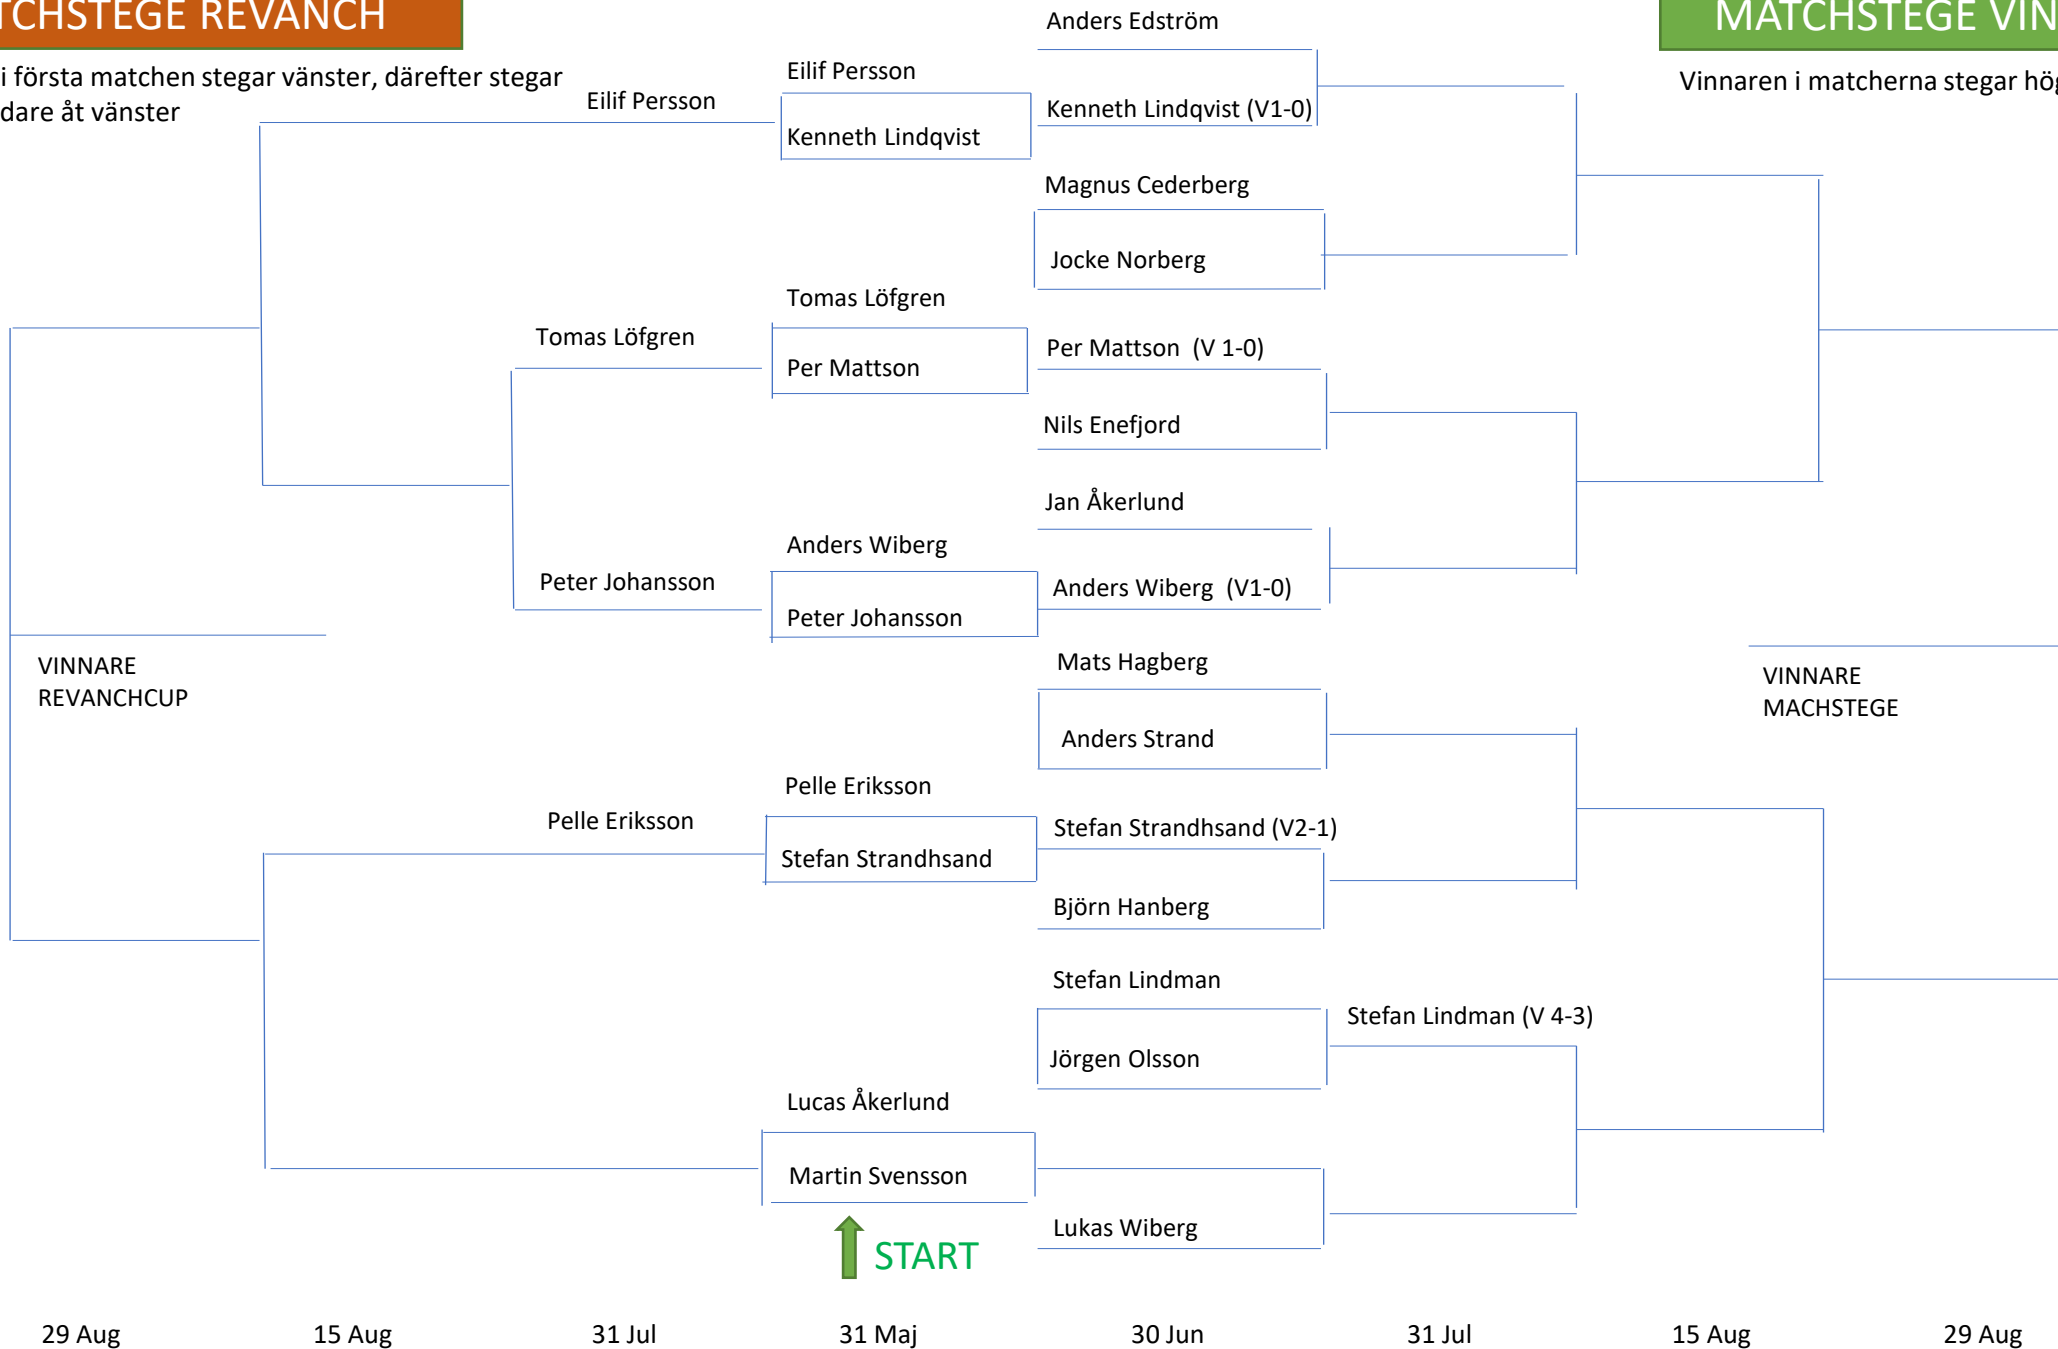 TCHSTEGE REVANCH
MATCHSTEGE VIN
i första matchen stegar vänster, därefter stegar
dare åt vänster
Vinnaren i matcherna stegar hög
Anders Edström
Eilif Persson
Eilif Persson
Kenneth Lindqvist (V1-0)
Kenneth Lindqvist
Magnus Cederberg
Jocke Norberg
Tomas Löfgren
Tomas Löfgren
Per Mattson (V 1-0)
Per Mattson
Nils Enefjord
Jan Åkerlund
Anders Wiberg
Peter Johansson
Anders Wiberg (V1-0)
Peter Johansson
Mats Hagberg
VINNARE
REVANCHCUP
VINNARE
MACHSTEGE
Anders Strand
Pelle Eriksson
Pelle Eriksson
Stefan Strandhsand (V2-1)
Stefan Strandhsand
Björn Hanberg
Stefan Lindman
Stefan Lindman (V 4-3)
Jörgen Olsson
Lucas Åkerlund
Martin Svensson
Lukas Wiberg
START
29 Aug
15 Aug
31 Jul
31 Maj
30 Jun
31 Jul
15 Aug
29 Aug